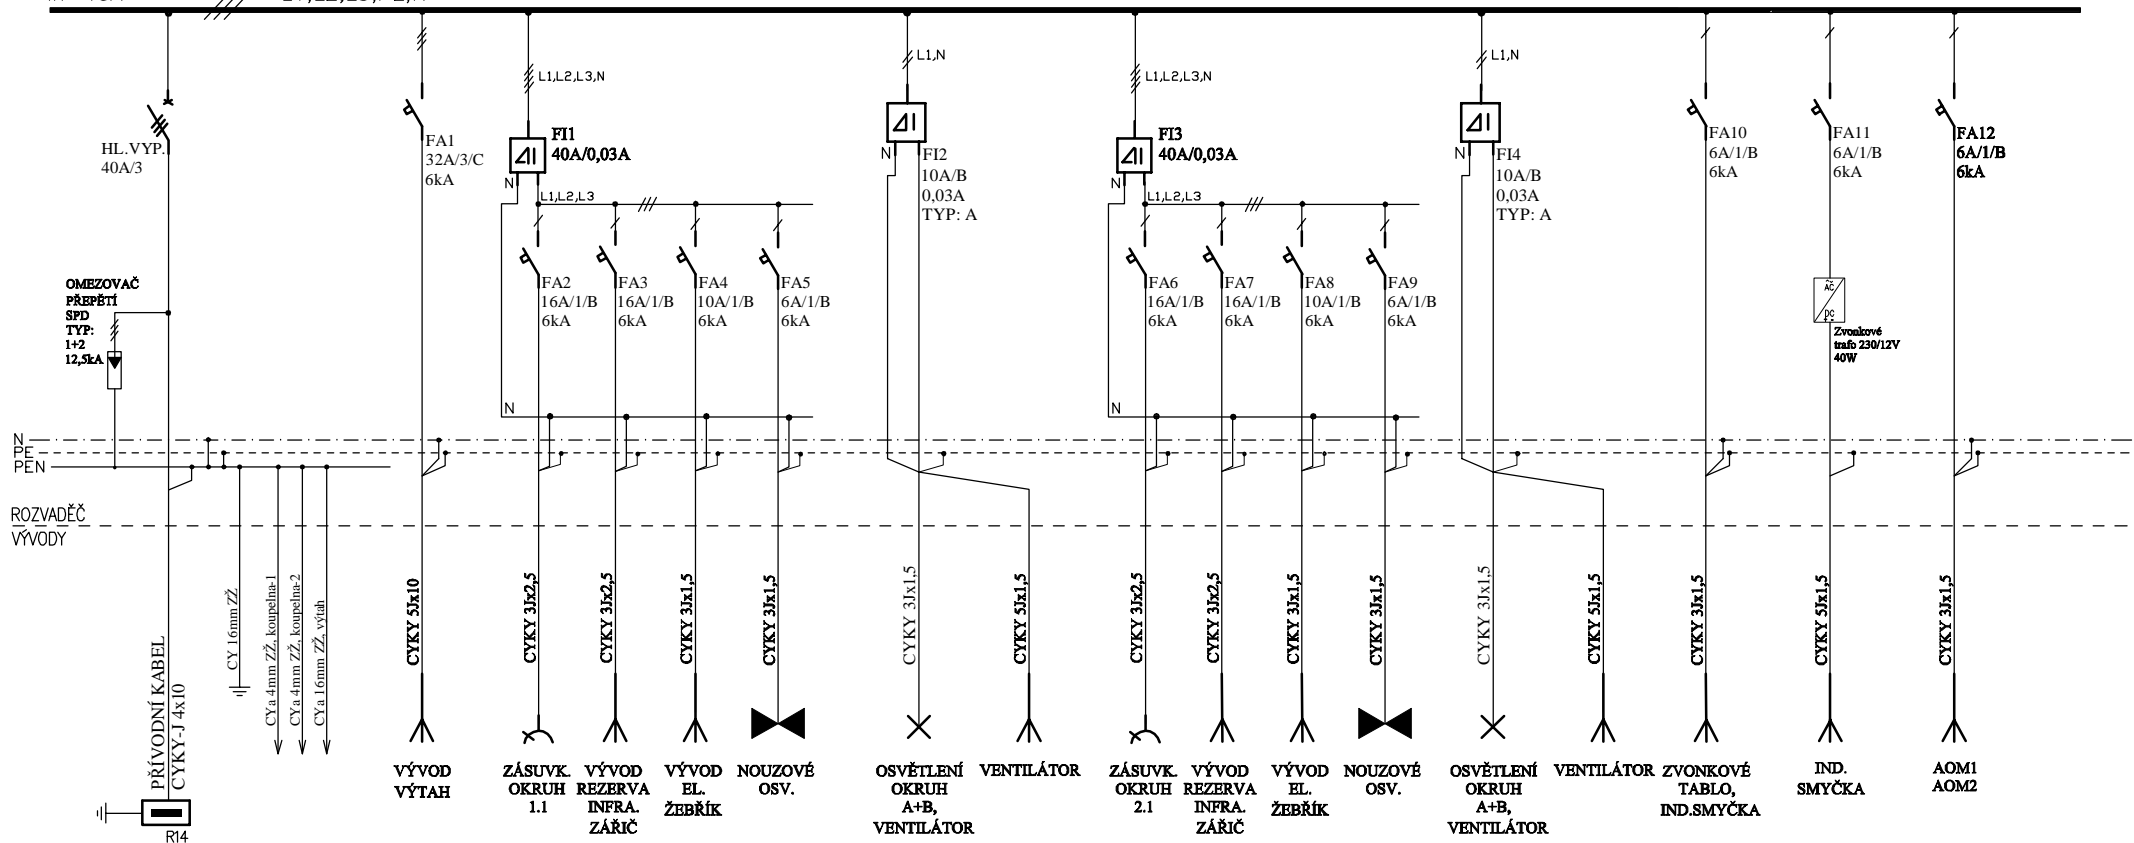 L1,N
L1,N
L1,L2,L3,N
L1,L2,L3,N
HL.VYP.
40A/3
FA1
32A/3/C
6kA
FI1
40A/0,03A
N
L1,L2,L3
N
FI2
10A/B
0,03A
TYP: A
FI3
40A/0,03A
N
L1,L2,L3
N
FI4
10A/B
0,03A
TYP: A
FA10
6A/1/B
6kA
FA11
6A/1/B
6kA
FA12
6A/1/B
6kA
OMEZOVAČ
PŘEPĚTÍ
SPD
TYP:
1+2
12,5kA
FA2
16A/1/B
6kA
FA3
16A/1/B
6kA
FA4
10A/1/B
6kA
FA5
6A/1/B
6kA
FA6
16A/1/B
6kA
FA7
16A/1/B
6kA
FA8
10A/1/B
6kA
FA9
6A/1/B
6kA
AC
DC
Zvonkové
trafo 230/12V
40W
N
N
N
PE
PEN
ROZVADĚČ
VÝVODY
PŘÍVODNÍ KABEL
CYKY-J 4x10
CY 16mm ZŽ
CYa 4mm ZŽ, koupelna-1
CYa 4mm ZŽ, koupelna-2
CYa 16mm ZŽ, výtah
CYKY 5Jx10
CYKY 3Jx2,5
CYKY 3Jx2,5
CYKY 3Jx1,5
CYKY 3Jx1,5
CYKY 3Jx1,5
CYKY 5Jx1,5
CYKY 3Jx2,5
CYKY 3Jx2,5
CYKY 3Jx1,5
CYKY 3Jx1,5
CYKY 3Jx1,5
CYKY 5Jx1,5
CYKY 3Jx1,5
CYKY 5Jx1,5
CYKY 3Jx1,5
R14
VÝVOD
VÝTAH
ZÁSUVK.
OKRUH
1.1
VÝVOD
REZERVA
INFRA.
ZÁŘIČ
VÝVOD
EL.
ŽEBŘÍK
NOUZOVÉ
OSV.
OSVĚTLENÍ
OKRUH
A+B,
VENTILÁTOR
VENTILÁTOR
ZÁSUVK.
OKRUH
2.1
VÝVOD
REZERVA
INFRA.
ZÁŘIČ
VÝVOD
EL.
ŽEBŘÍK
NOUZOVÉ
OSV.
OSVĚTLENÍ
OKRUH
A+B,
VENTILÁTOR
VENTILÁTOR
ZVONKOVÉ
TABLO,
IND.SMYČKA
IND.
SMYČKA
AOM1
AOM2